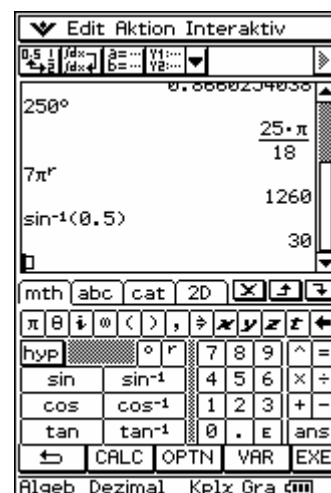 Edit Aktion Interaktiv
0.8660254038
250°
25·π
18
7πʳ
1260
sin⁻¹(0.5)
30
mth abc cat 2D
π θ i ∞ ( ) , ⇒ x y z t ←
hyp ° r 7 8 9 ^ =
sin sin⁻¹ 4 5 6 × ÷
cos cos⁻¹ 1 2 3 + −
tan tan⁻¹ 0 . E ans
CALC OPTN VAR EXE
Algeb Dezimal Kplx Gra